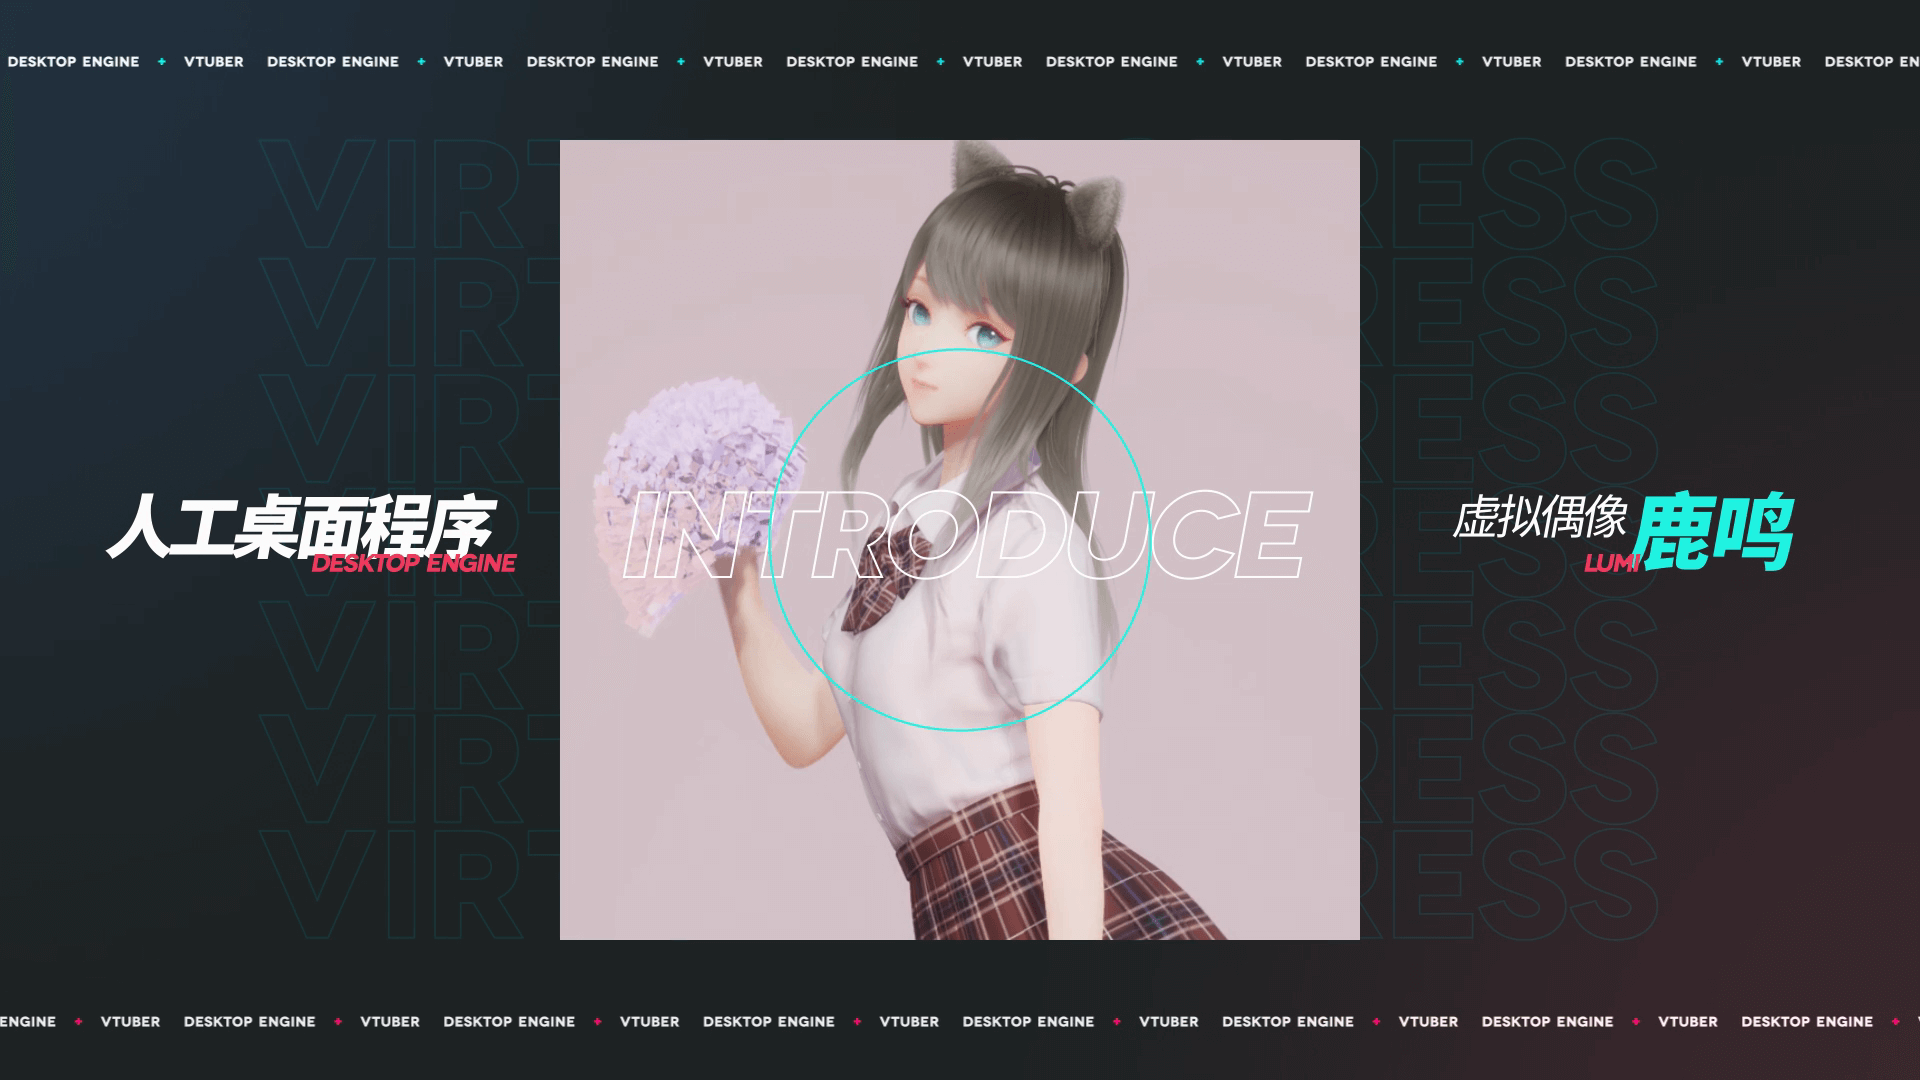 DESKTOP ENGINE + VTUBER DESKTOP ENGINE + VTUBER DESKTOP ENGINE + VTUBER DESKTOP ENGINE + VTUBER DESKTOP ENGINE + VTUBER DESKTOP ENGINE + VTUBER DESKTOP ENGINE + VTUBER DESKTOP EN
VIRT RESS
VIRT RESS
VIRT RESS
人工桌面程序
DESKTOP ENGINE
INTRODUCE
虚拟偶像鹿鸣
LUMI
VIRT RESS
VIRT RESS
VIRT RESS
VIRT RESS
ENGINE + VTUBER DESKTOP ENGINE + VTUBER DESKTOP ENGINE + VTUBER DESKTOP ENGINE + VTUBER DESKTOP ENGINE + VTUBER DESKTOP ENGINE + VTUBER DESKTOP ENGINE + VTUBER DESKTOP ENGINE +